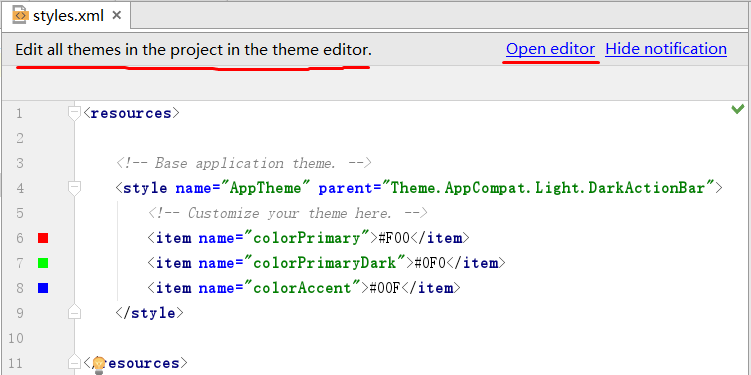 styles.xml ×
Edit all themes in the project in the theme editor. Open editor Hide notification
1 <resources>
2
3 <!-- Base application theme. -->
4 <style name="AppTheme" parent="Theme.AppCompat.Light.DarkActionBar">
5 <!-- Customize your theme here. -->
6 <item name="colorPrimary">#F00</item>
7 <item name="colorPrimaryDark">#0F0</item>
8 <item name="colorAccent">#00F</item>
9 </style>
10
11 </resources>